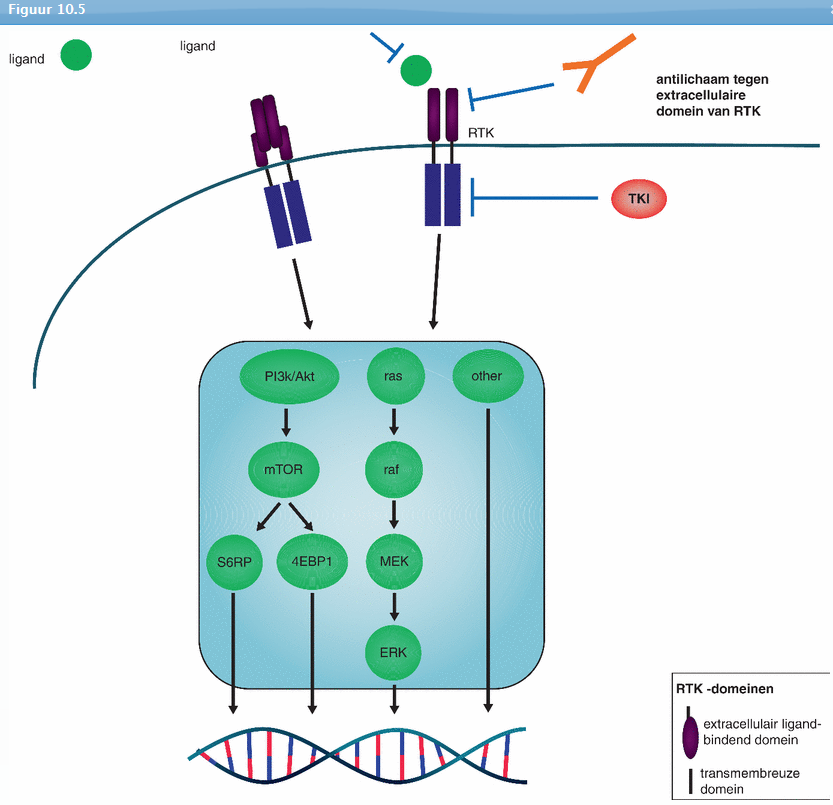 Figuur 10.5
ligand
ligand
antilichaam tegen
extracellulaire
domein van RTK
RTK
TKI
PI3k/Akt
ras
other
mTOR
raf
S6RP
4EBP1
MEK
ERK
RTK -domeinen
extracellulair ligand-
bindend domein
transmembreuze
domein